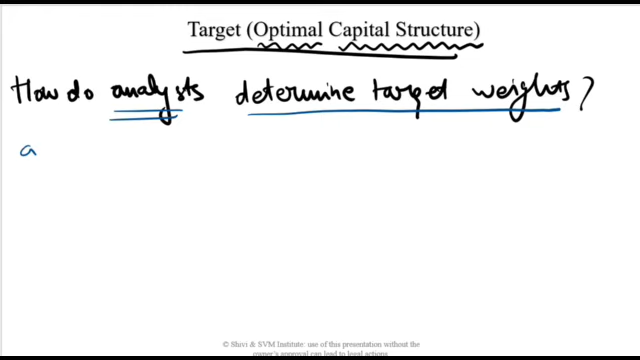 Target (Optimal Capital Structure)
How do analysts determine target weights?
a
© Shivi & SVM Institute: use of this presentation without the
owner's approval can lead to legal actions